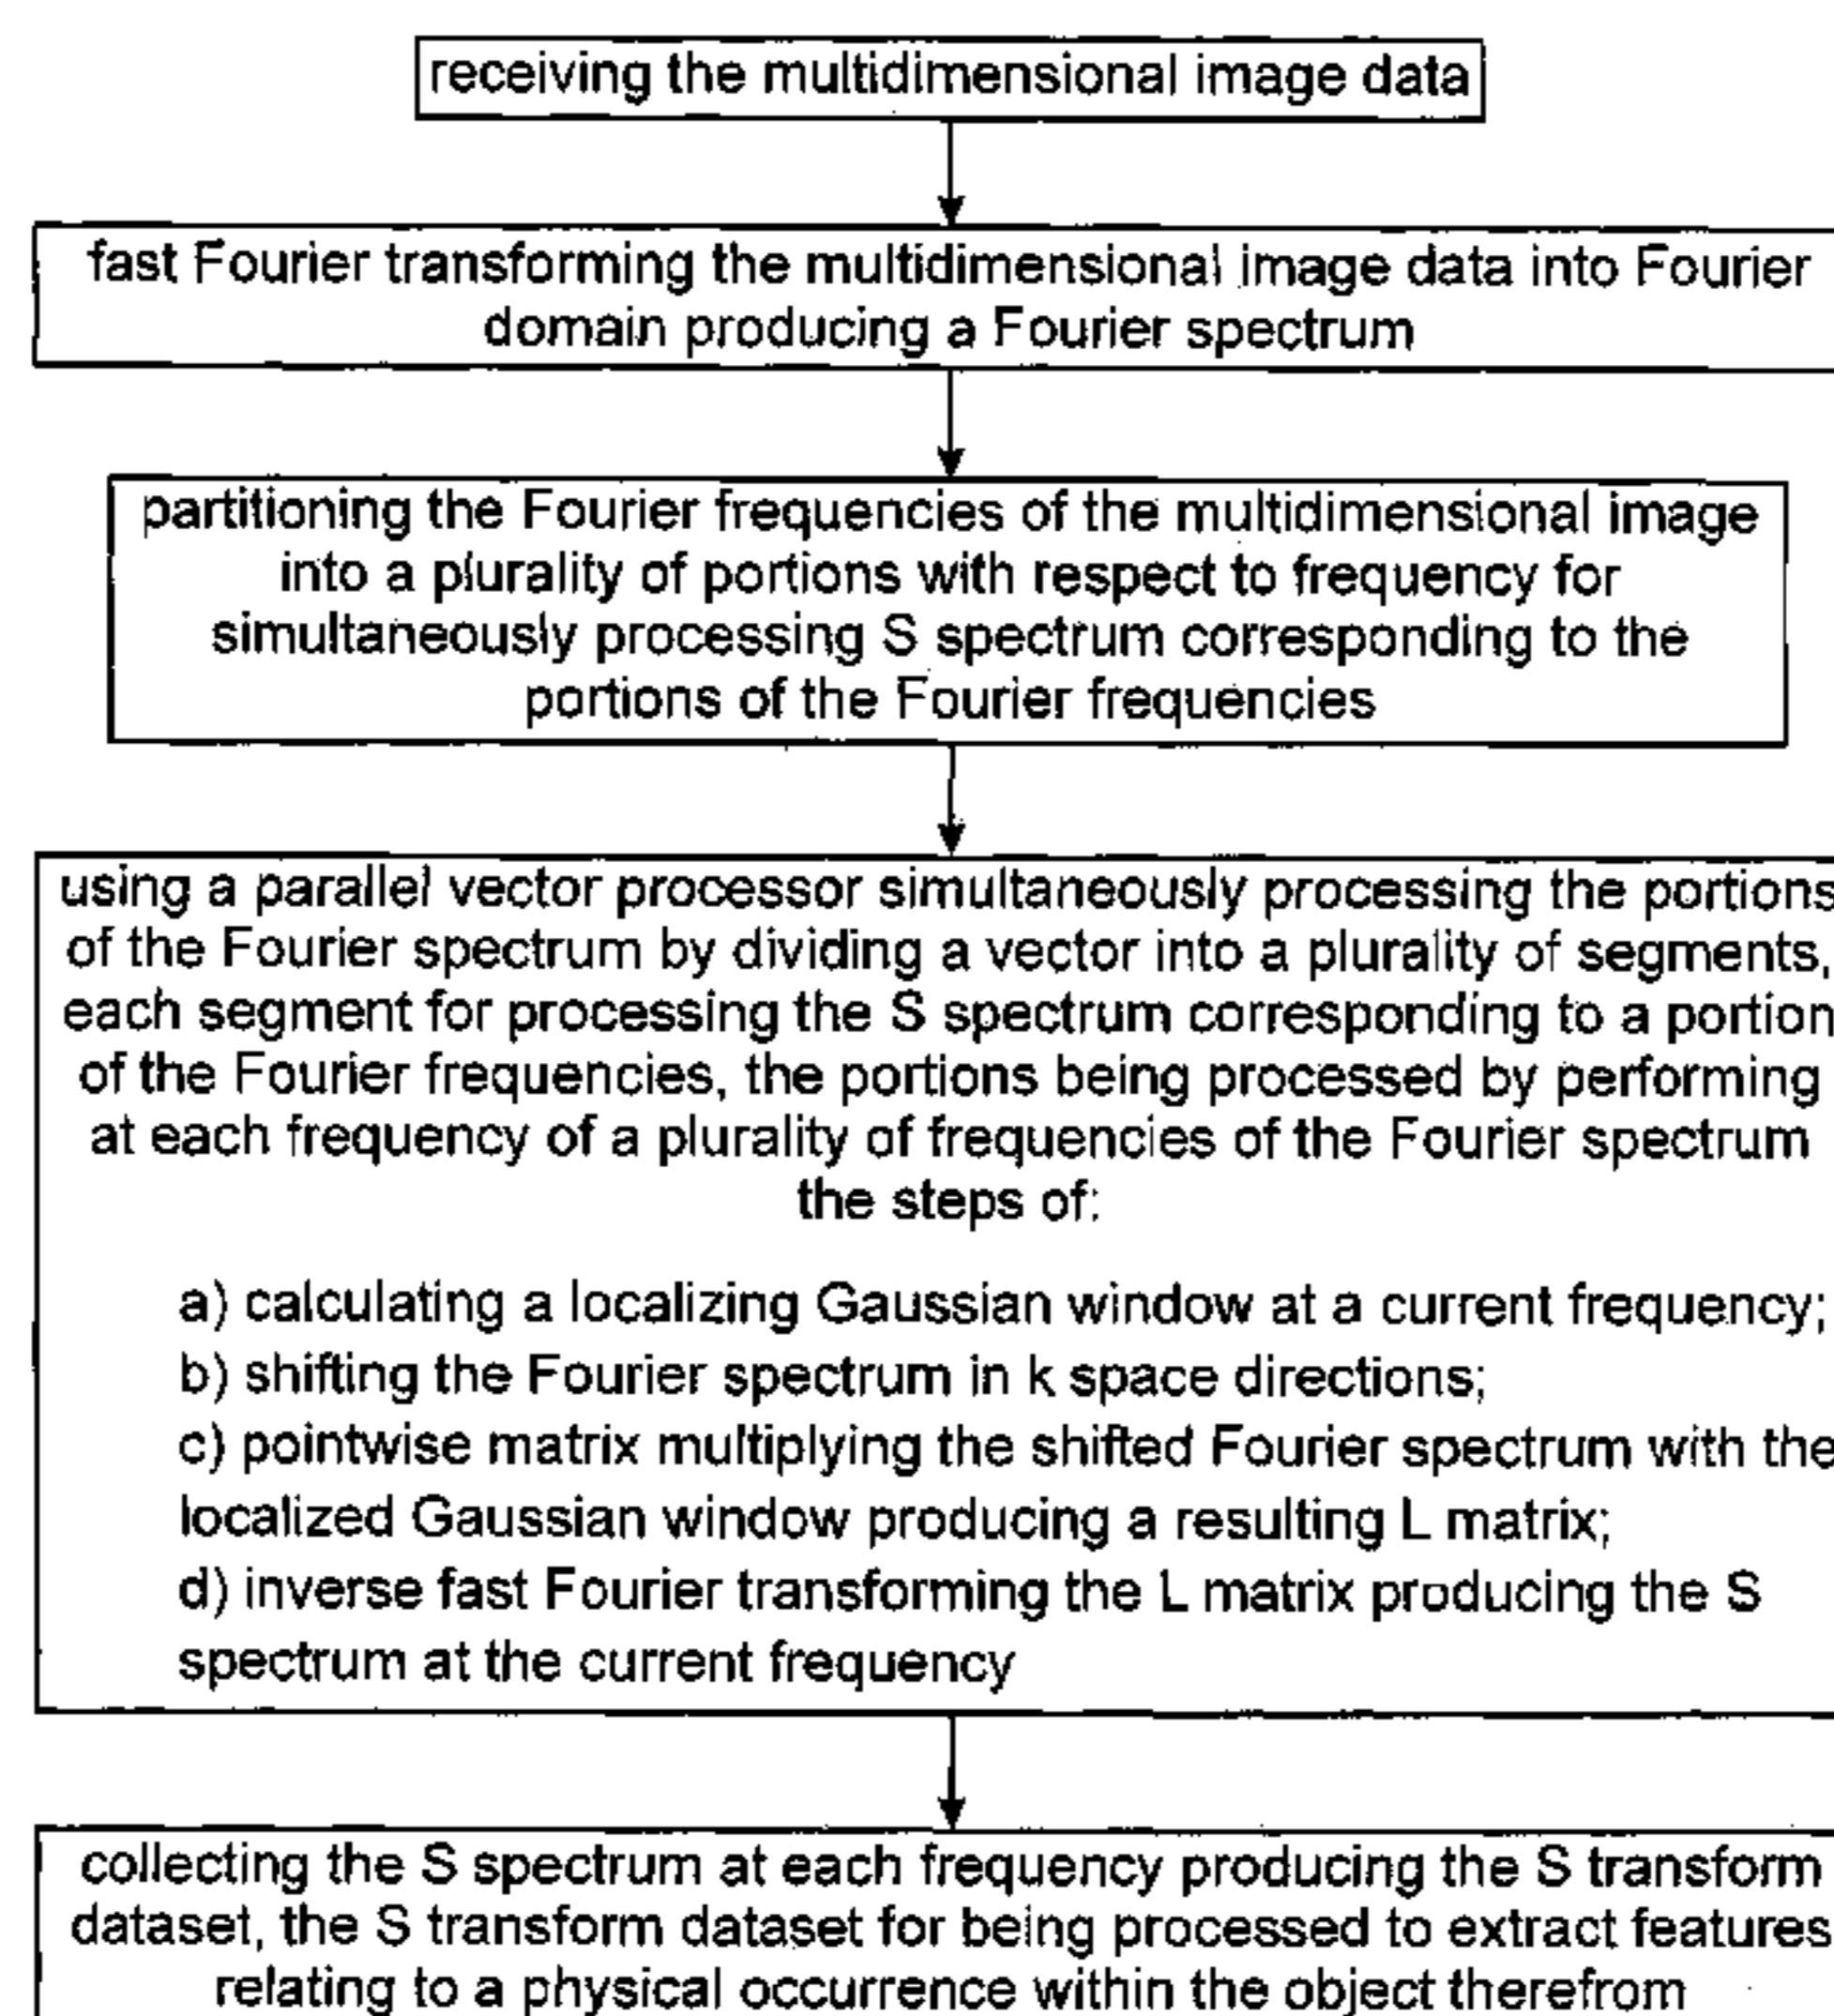 receiving the multidimensional image data
fast Fourier transforming the multidimensional image data into Fourier
domain producing a Fourier spectrum
partitioning the Fourier frequencies of the multidimensional image
into a plurality of portions with respect to frequency for
simultaneously processing S spectrum corresponding to the
portions of the Fourier frequencies
using a parallel vector processor simultaneously processing the portions
of the Fourier spectrum by dividing a vector into a plurality of segments,
each segment for processing the S spectrum corresponding to a portion
of the Fourier frequencies, the portions being processed by performing
at each frequency of a plurality of frequencies of the Fourier spectrum
the steps of:
a) calculating a localizing Gaussian window at a current frequency;
b) shifting the Fourier spectrum in k space directions;
c) pointwise matrix multiplying the shifted Fourier spectrum with the
localized Gaussian window producing a resulting L matrix;
d) inverse fast Fourier transforming the L matrix producing the S
spectrum at the current frequency
collecting the S spectrum at each frequency producing the S transform
dataset, the S transform dataset for being processed to extract features
relating to a physical occurrence within the object therefrom